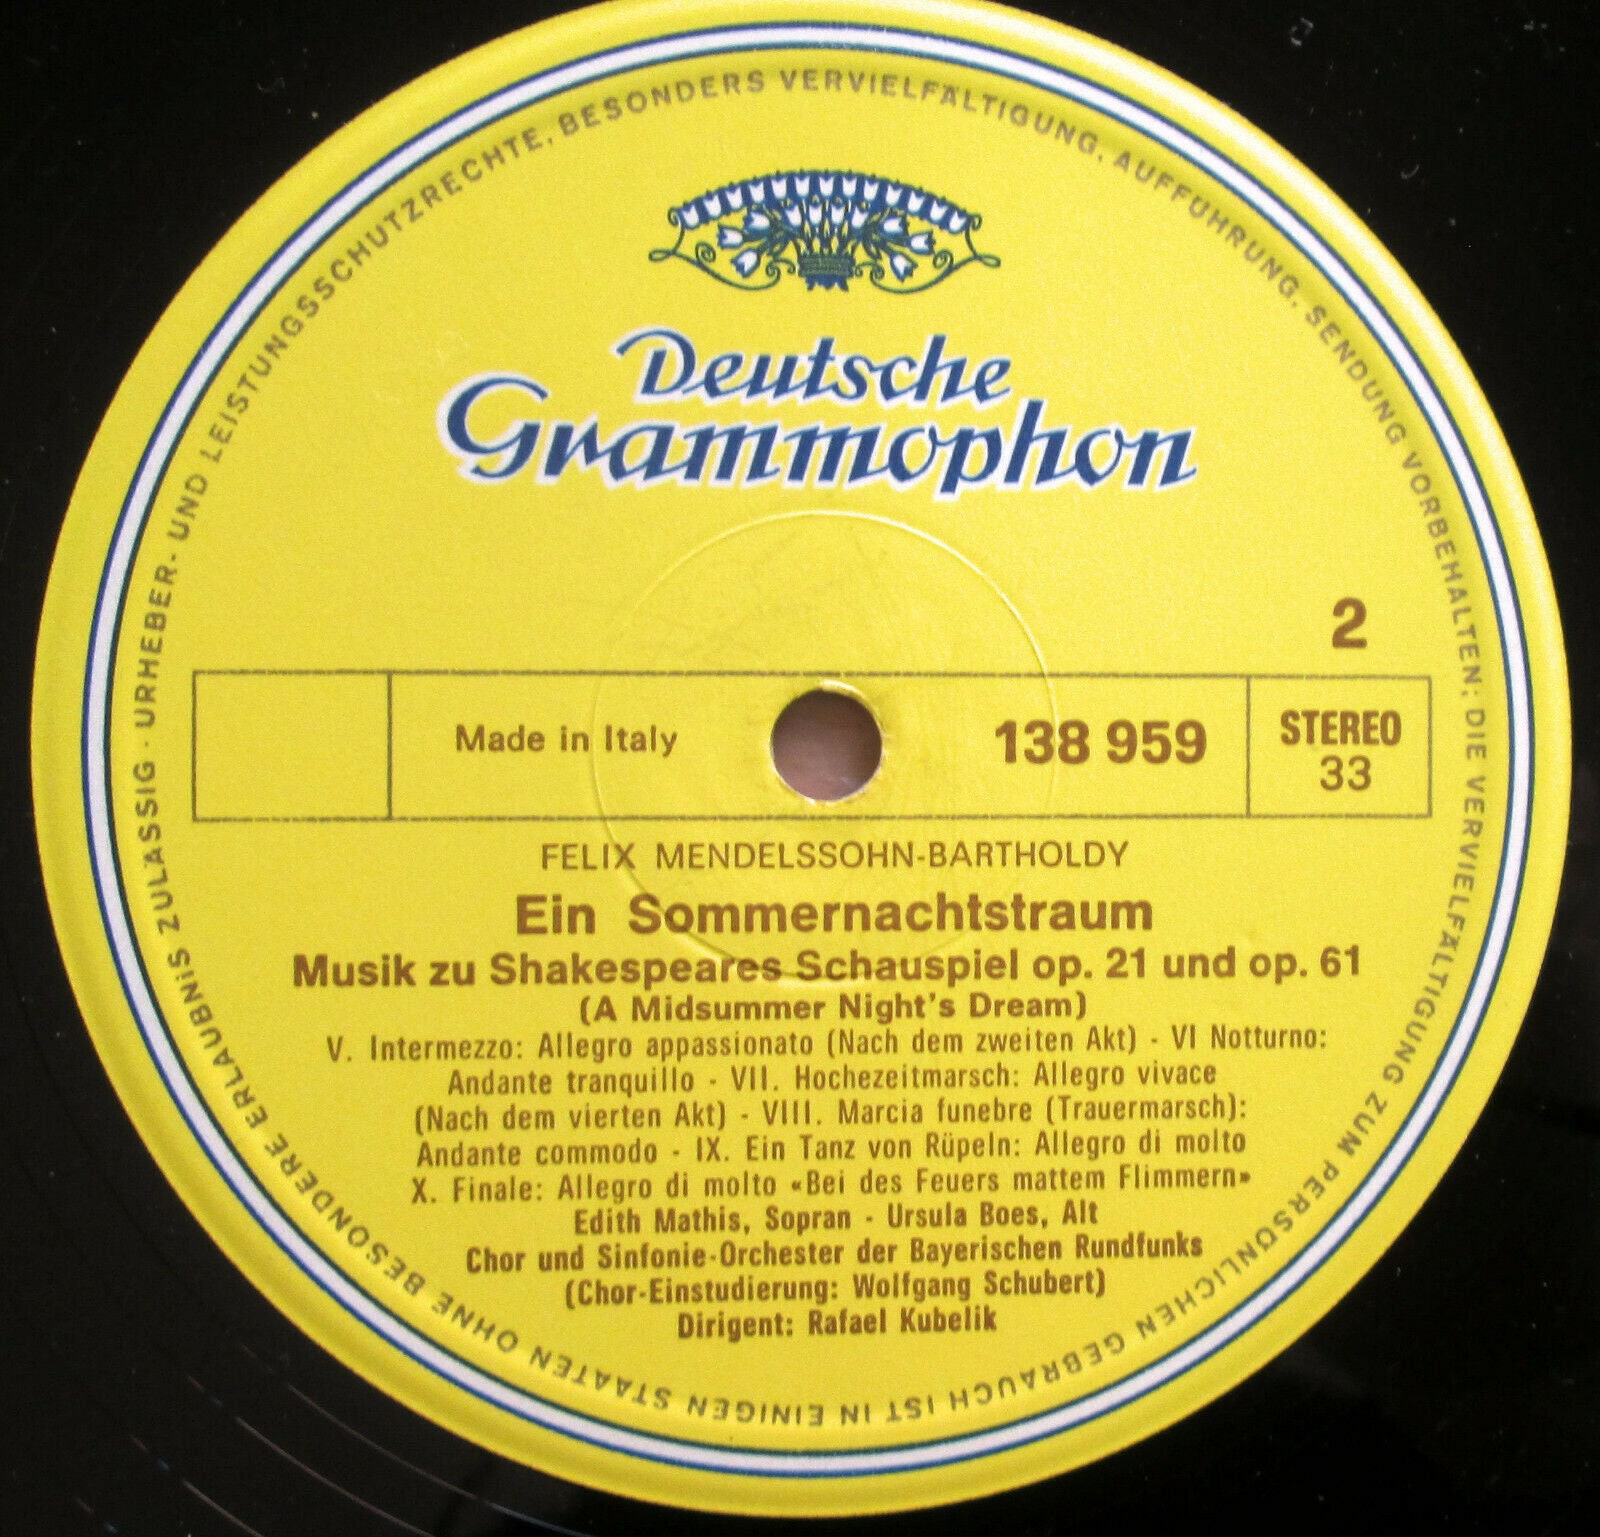 Deutsche
Grammophon
2
Made in Italy
138 959
STEREO
33
FELIX MENDELSSOHN-BARTHOLDY
Ein Sommernachtstraum
Musik zu Shakespeares Schauspiel op. 21 und op. 61
(A Midsummer Night's Dream)
V. Intermezzo: Allegro appassionato (Nach dem zweiten Akt) - VI Notturno:
Andante tranquillo - VII. Hochezeitmarsch: Allegro vivace
(Nach dem vierten Akt) - VIII. Marcia funebre (Trauermarsch):
Andante commodo - IX. Ein Tanz von Rüpeln: Allegro di molto
X. Finale: Allegro di molto «Bei des Feuers mattem Flimmern»
Edith Mathis, Sopran - Ursula Boes, Alt
Chor und Sinfonie-Orchester der Bayerischen Rundfunks
(Chor-Einstudierung: Wolfgang Schubert)
Dirigent: Rafael Kubelik
URHEBER- UND LEISTUNGSSCHUTZRECHTE, BESONDERS VERVIELFÄLTIGUNG, AUFFÜHRUNG, SENDUNG VORBEHALTEN; DIE VERVIELFÄLTIGUNG ZUM PERSÖNLICHEN GEBRAUCH IST IN EINIGEN STAATEN OHNE BESONDERE ERLAUBNIS ZULÄSSIG ·